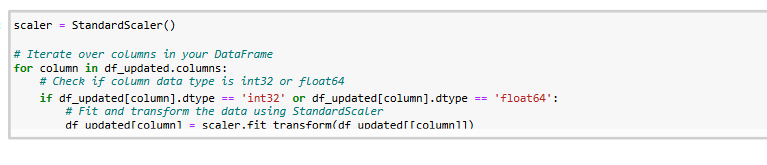 scaler = StandardScaler()
# Iterate over columns in your DataFrame
for column in df_updated.columns:
    # Check if column data type is int32 or float64
    if df_updated[column].dtype == 'int32' or df_updated[column].dtype == 'float64':
        # Fit and transform the data using StandardScaler
        df_updated[column] = scaler.fit_transform(df_updated[[column]])